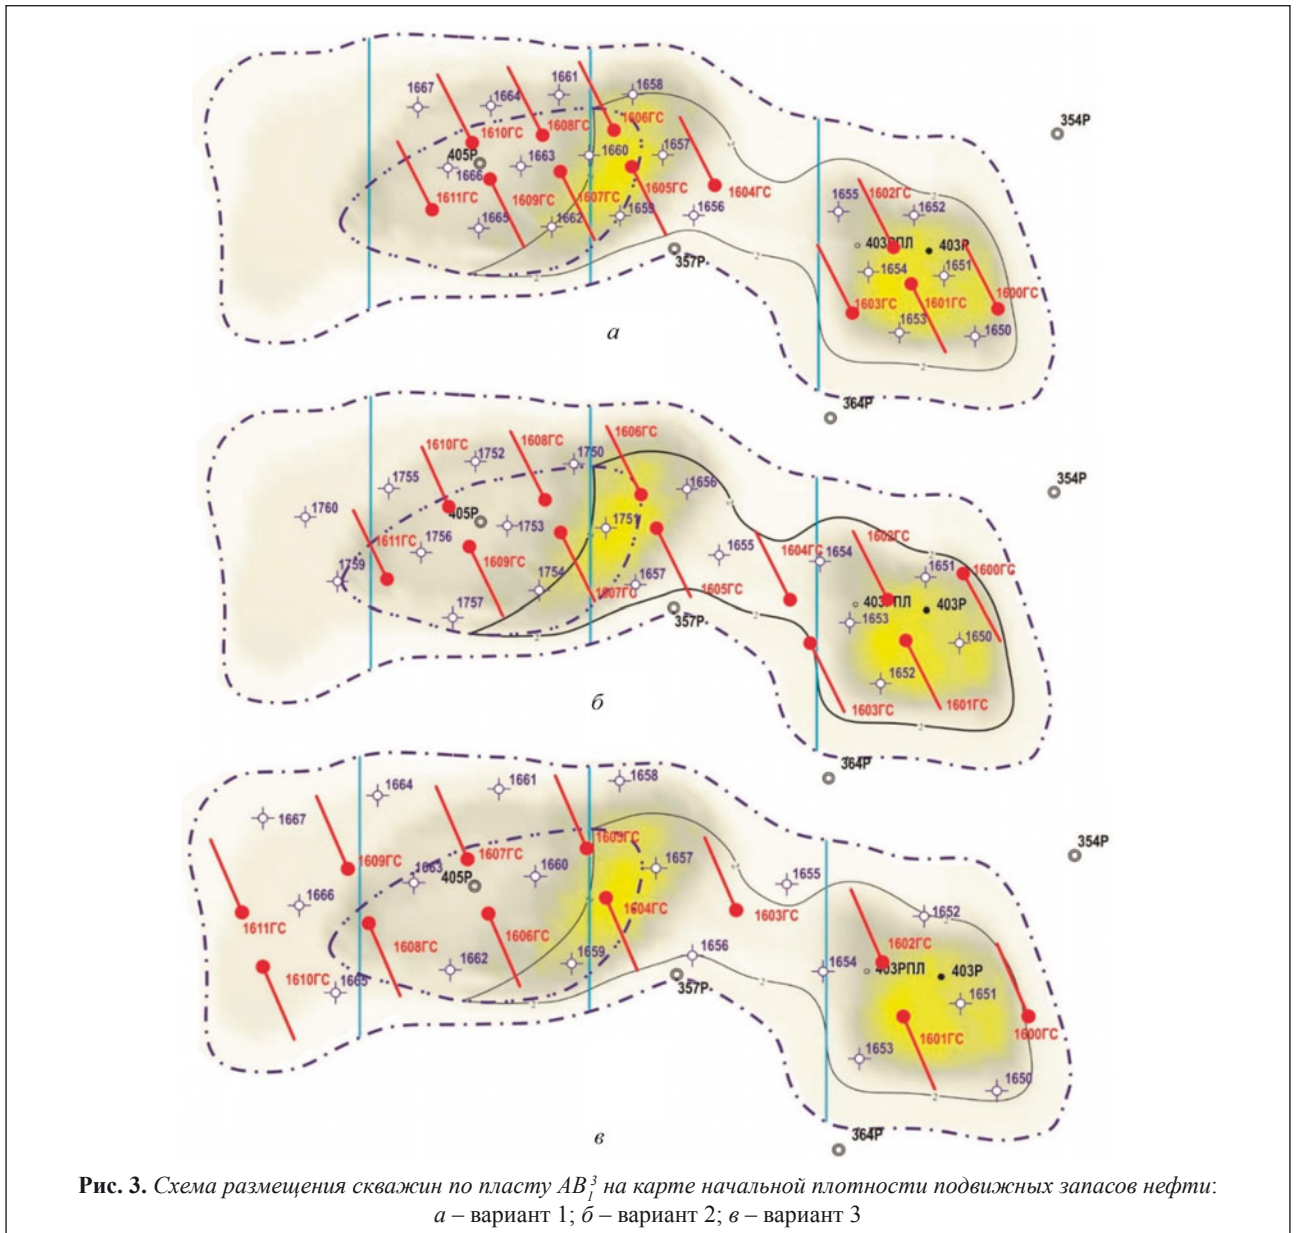 1661
1658
1667
1664
354Р
1606ГС
1608ГС
1610ГС
1660
1657
405Р
1663
1666
1605ГС
1604ГС
1602ГС
1655
1652
1611ГС
1609ГС
1607ГС
1659
1656
1665
1662
403РПЛ
403Р
357Р
1654
1651
1600ГС
1603ГС
1601ГС
1653
1650
а
364Р
1606ГС
1610ГС
1752
1608ГС
1750
1755
1656
354Р
1760
405Р
1753
1751
1602ГС
1756
1611ГС
1655
1604ГС
1654
1609ГС
1651
1600ГС
1759
1754
1657
1605ГС
1607ГС
403РПЛ
403Р
1757
357Р
1653
1650
1652
б
1603ГС
1601ГС
364Р
1664
1661
1658
1667
1605ГС
354Р
1609ГС
1607ГС
1663
1660
1657
405Р
1655
1666
1604ГС
1603ГС
1652
1611ГС
1608ГС
1606ГС
1602ГС
1659
1656
1662
1654
403РПЛ
403Р
1610ГС
1665
357Р
1651
1601ГС
1600ГС
1653
1650
в
364Р
Рис. 3. Схема размещения скважин по пласту АВ₁³ на карте начальной плотности подвижных запасов нефти:
а – вариант 1; б – вариант 2; в – вариант 3